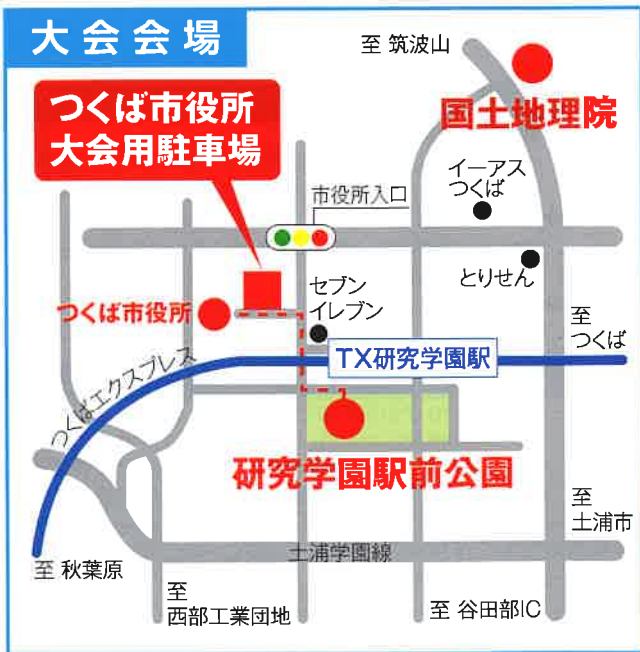 大会会場
至 筑波山
国土地理院
つくば市役所
大会用駐車場
イーアス
つくば
市役所入口
とりせん
セブン
イレブン
つくば市役所
至
つくば
TX研究学園駅
つくばエクスプレス
研究学園駅前公園
至
土浦市
土浦学園線
至 秋葉原
至
西部工業団地
至 谷田部IC